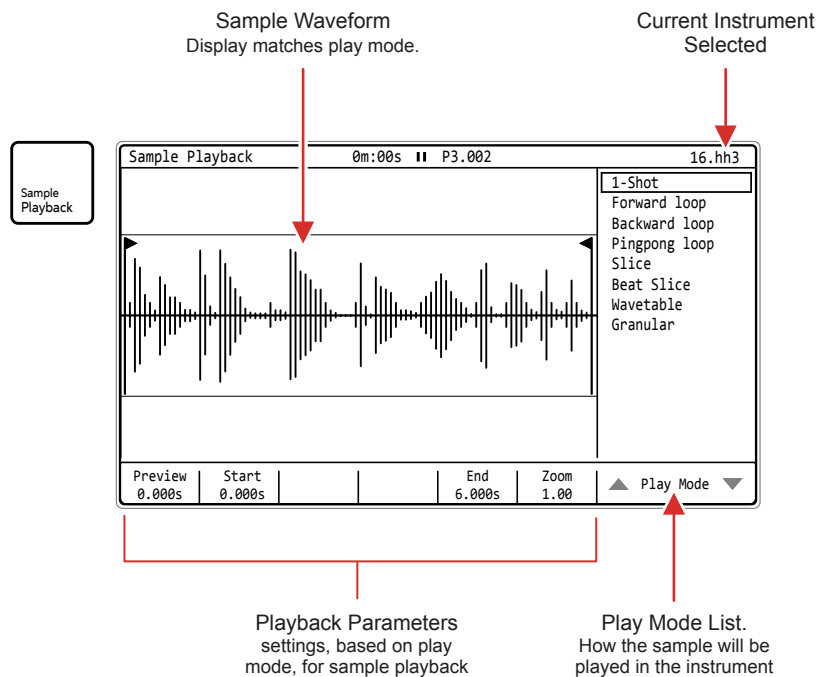 Sample Waveform
Display matches play mode.
Current Instrument
Selected
Sample
Playback
Sample Playback 0m:00s P3.002 16.hh3
1-Shot
Forward loop
Backward loop
Pingpong loop
Slice
Beat Slice
Wavetable
Granular
Preview Start End Zoom
0.000s 0.000s 6.000s 1.00
Play Mode
Playback Parameters
settings, based on play
mode, for sample playback
Play Mode List.
How the sample will be
played in the instrument